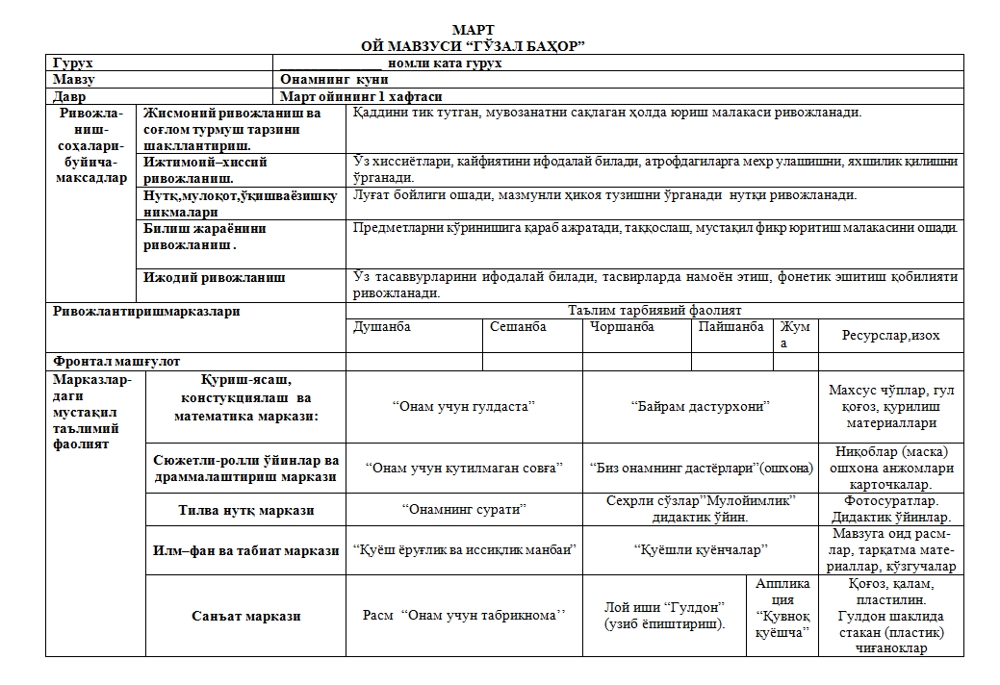 МАРТ
ОЙ МАВЗУСИ “ГЎЗАЛ БАҲОР”
Гурух
_______________ номли ката гурух
Мавзу
Онамнинг куни
Давр
Март ойининг 1 хафтаси
Ривожла-
ниш-
соҳалари-
буйича-
мақсадлар
Жисмоний ривожланиш ва
соғлом турмуш тарзини
шакллантириш.
Қаддини тик тутган, мувозанатни сақлаган ҳолда юриш малакаси ривожланади.
Ижтимоий–хиссий
ривожланиш.
Ўз хиссиётлари, кайфиятини ифодалай билади, атрофдагиларга мехр улашишни, яхшилик қилишни
ўрганади.
Нутқ,мулоқот,ўқишваёзишку
никмалари
Луғат бойлиги ошади, мазмунли ҳикоя тузишни ўрганади нутқи ривожланади.
Билиш жараёнини
ривожланиш .
Предметларни кўринишига қараб ажратади, таққослаш, мустақил фикр юритиш малакасини ошади.
Ижодий ривожланиш
Ўз тасаввурларини ифодалай билади, тасвирларда намоён этиш, фонетик эшитиш қобилияти
ривожланади.
Ривожлантиришмарказлари
Таълим тарбиявий фаолият
Душанба
Сешанба
Чоршанба
Пайшанба
Жум
а
Ресурслар,изох
Фронтал машғулот
Марказлар-
даги
мустақил
таълимий
фаолият
Қуриш-ясаш,
констукциялаш ва
математика маркази:
“Онам учун гулдаста”
“Байрам дастурхони”
Махсус чўплар, гул
қоғоз, қурилиш
материаллари
Сюжетли-ролли ўйинлар ва
драммалаштириш маркази
“Онам учун кутилмаган совға”
“Биз онамнинг дастёрлари”(ошхона)
Ниқоблар (маска)
ошхона анжомлари
карточкалар.
Тилва нутқ маркази
“Онамнинг сурати”
Сеҳрли сўзлар”Мулойимлик”
дидактик ўйин.
Фотосуратлар.
Дидактик ўйинлар.
Илм–фан ва табиат маркази
“Қуёш ёруғлик ва иссиқлик манбаи”
“Қуёшли қуёнчалар”
Мавзуга оид расм-
лар, тарқатма мате-
риаллар, кўзгучалар
Санъат маркази
Расм “Онам учун табрикнома’’
Лой иши “Гулдон”
(узиб ёпиштириш).
Апплика
ция
“Қувноқ
қуёшча”
Қоғоз, қалам,
пластилин.
Гулдон шаклида
стакан (пластик)
чиғаноклар